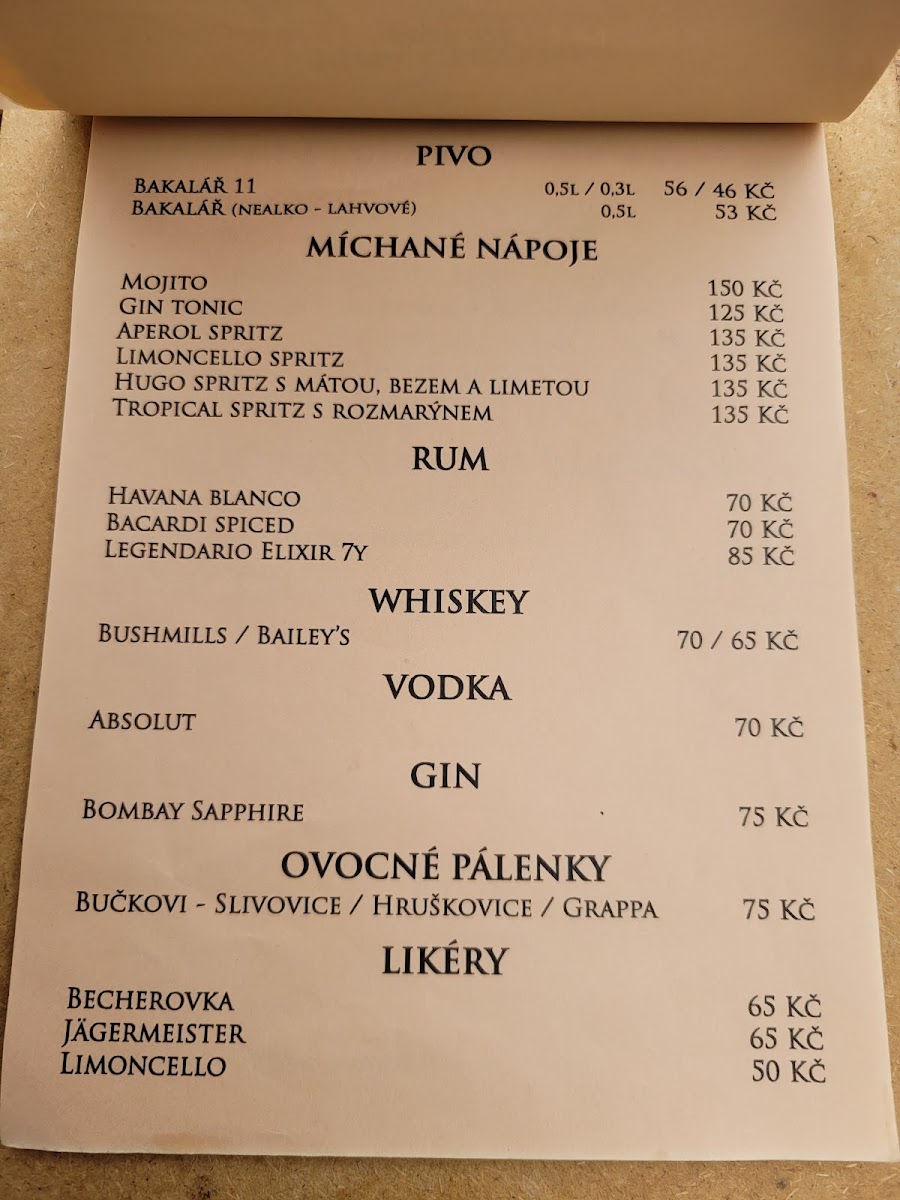 PIVO
BAKALÁŘ 11 0,5L / 0,3L 56 / 46 KČ
BAKALÁŘ (NEALKO - LAHVOVÉ) 0,5L 53 KČ
MÍCHANÉ NÁPOJE
MOJITO 150 KČ
GIN TONIC 125 KČ
APEROL SPRITZ 135 KČ
LIMONCELLO SPRITZ 135 KČ
HUGO SPRITZ S MÁTOU, BEZEM A LIMETOU 135 KČ
TROPICAL SPRITZ S ROZMARÝNEM 135 KČ
RUM
HAVANA BLANCO 70 KČ
BACARDI SPICED 70 KČ
LEGENDARIO ELIXIR 7Y 85 KČ
WHISKEY
BUSHMILLS / BAILEY'S 70 / 65 KČ
VODKA
ABSOLUT 70 KČ
GIN
BOMBAY SAPPHIRE 75 KČ
OVOCNÉ PÁLENKY
BUČKOVI - SLIVOVICE / HRUŠKOVICE / GRAPPA 75 KČ
LIKÉRY
BECHEROVKA 65 KČ
JÄGERMEISTER 65 KČ
LIMONCELLO 50 KČ